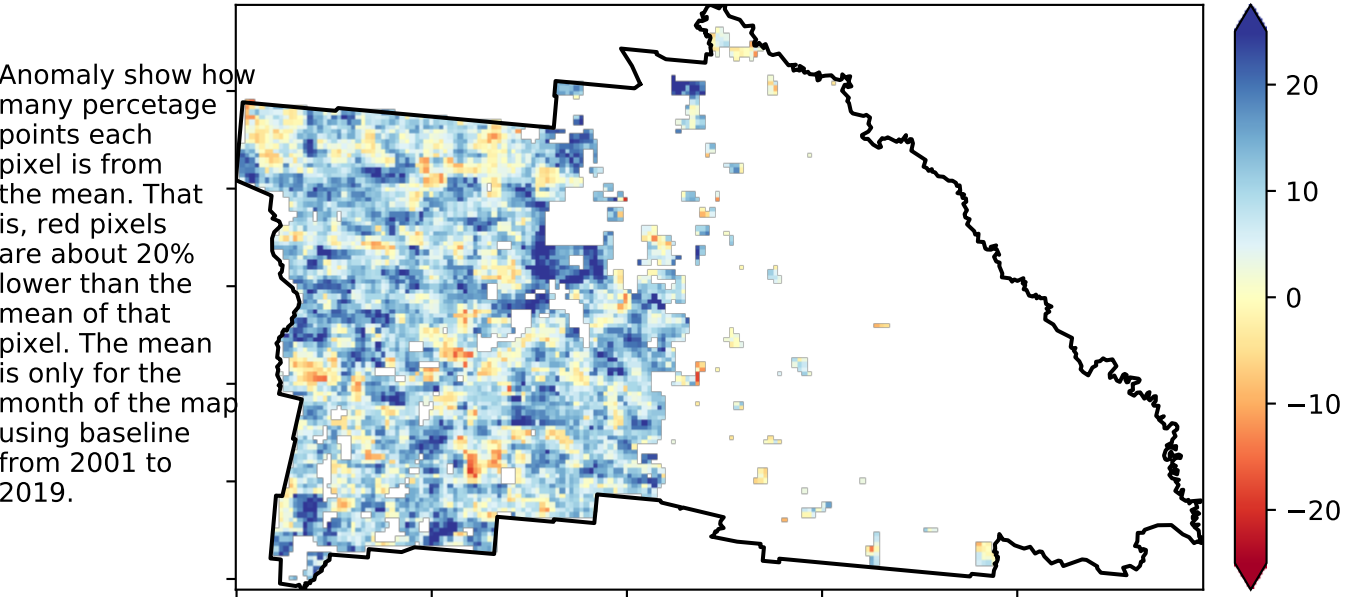 Anomaly show how
many percetage
points each
pixel is from
the mean. That
is, red pixels
are about 20%
lower than the
mean of that
pixel. The mean
is only for the
month of the map
using baseline
from 2001 to
2019.
20
10
0
−10
−20